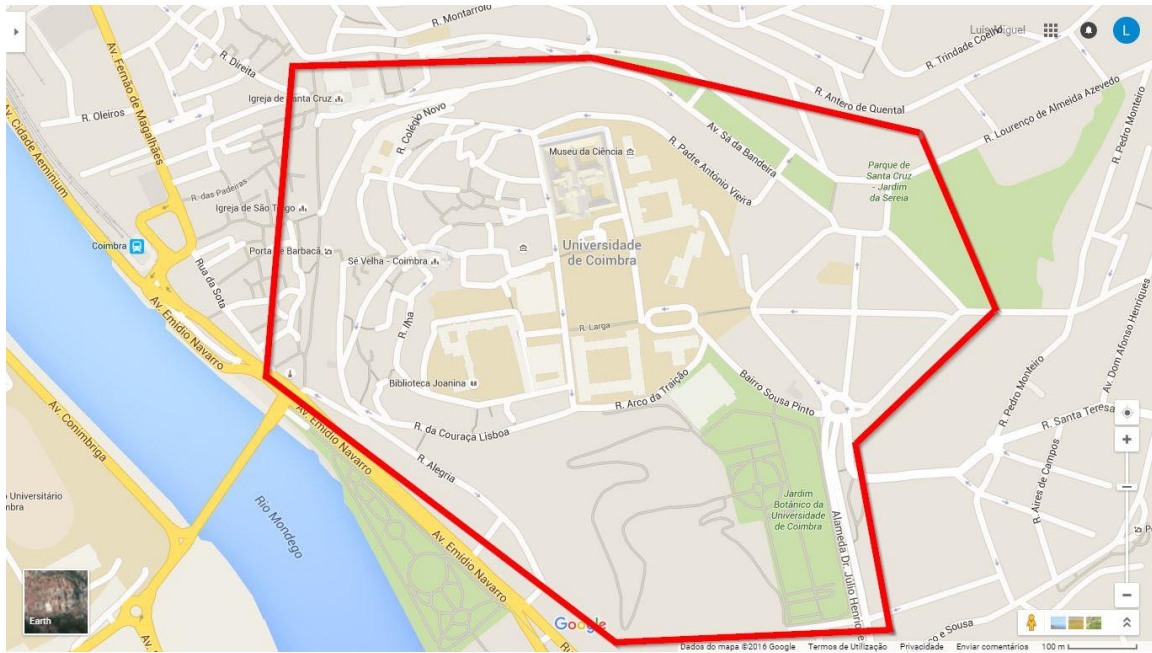 R. Montarroio
Luís Miguel
L
R. Trindade Coelho
Av. Fernão de Magalhães
R. Direita
Igreja de Santa Cruz
R. Colégio Novo
R. Antero de Quental
R. Lourenço de Almeida Azevedo
R. Pedro Monteiro
Av. Cidade Aeminium
R. Oleiros
Av. Sá da Bandeira
R. Padre António Vieira
Museu da Ciência
Parque de
Santa Cruz
- Jardim
da Sereia
R. das Padeiras
Igreja de São Tiago
Coimbra
Porta de Barbacã
Sé Velha - Coimbra
Universidade
de Coimbra
Rua da Sota
Av. Emídio Navarro
R. Ilha
R. Larga
Av. Dom Afonso Henriques
R. Pedro Monteiro
Biblioteca Joanina
R. Arco da Traição
Bairro Sousa Pinto
R. Santa Teresa
Av. Conímbriga
Av. Emídio Navarro
R. da Couraça Lisboa
R. Alegria
R. Aires de Campos
Universitário
Rio Mondego
Jardim
Botânico da
Universidade
de Coimbra
Alameda Dr. Júlio Henriques
Av. Emídio Navarro
Earth
Google
e Sousa
Dados do mapa ©2016 Google
Termos de Utilização
Privacidade
Enviar comentários
100 m